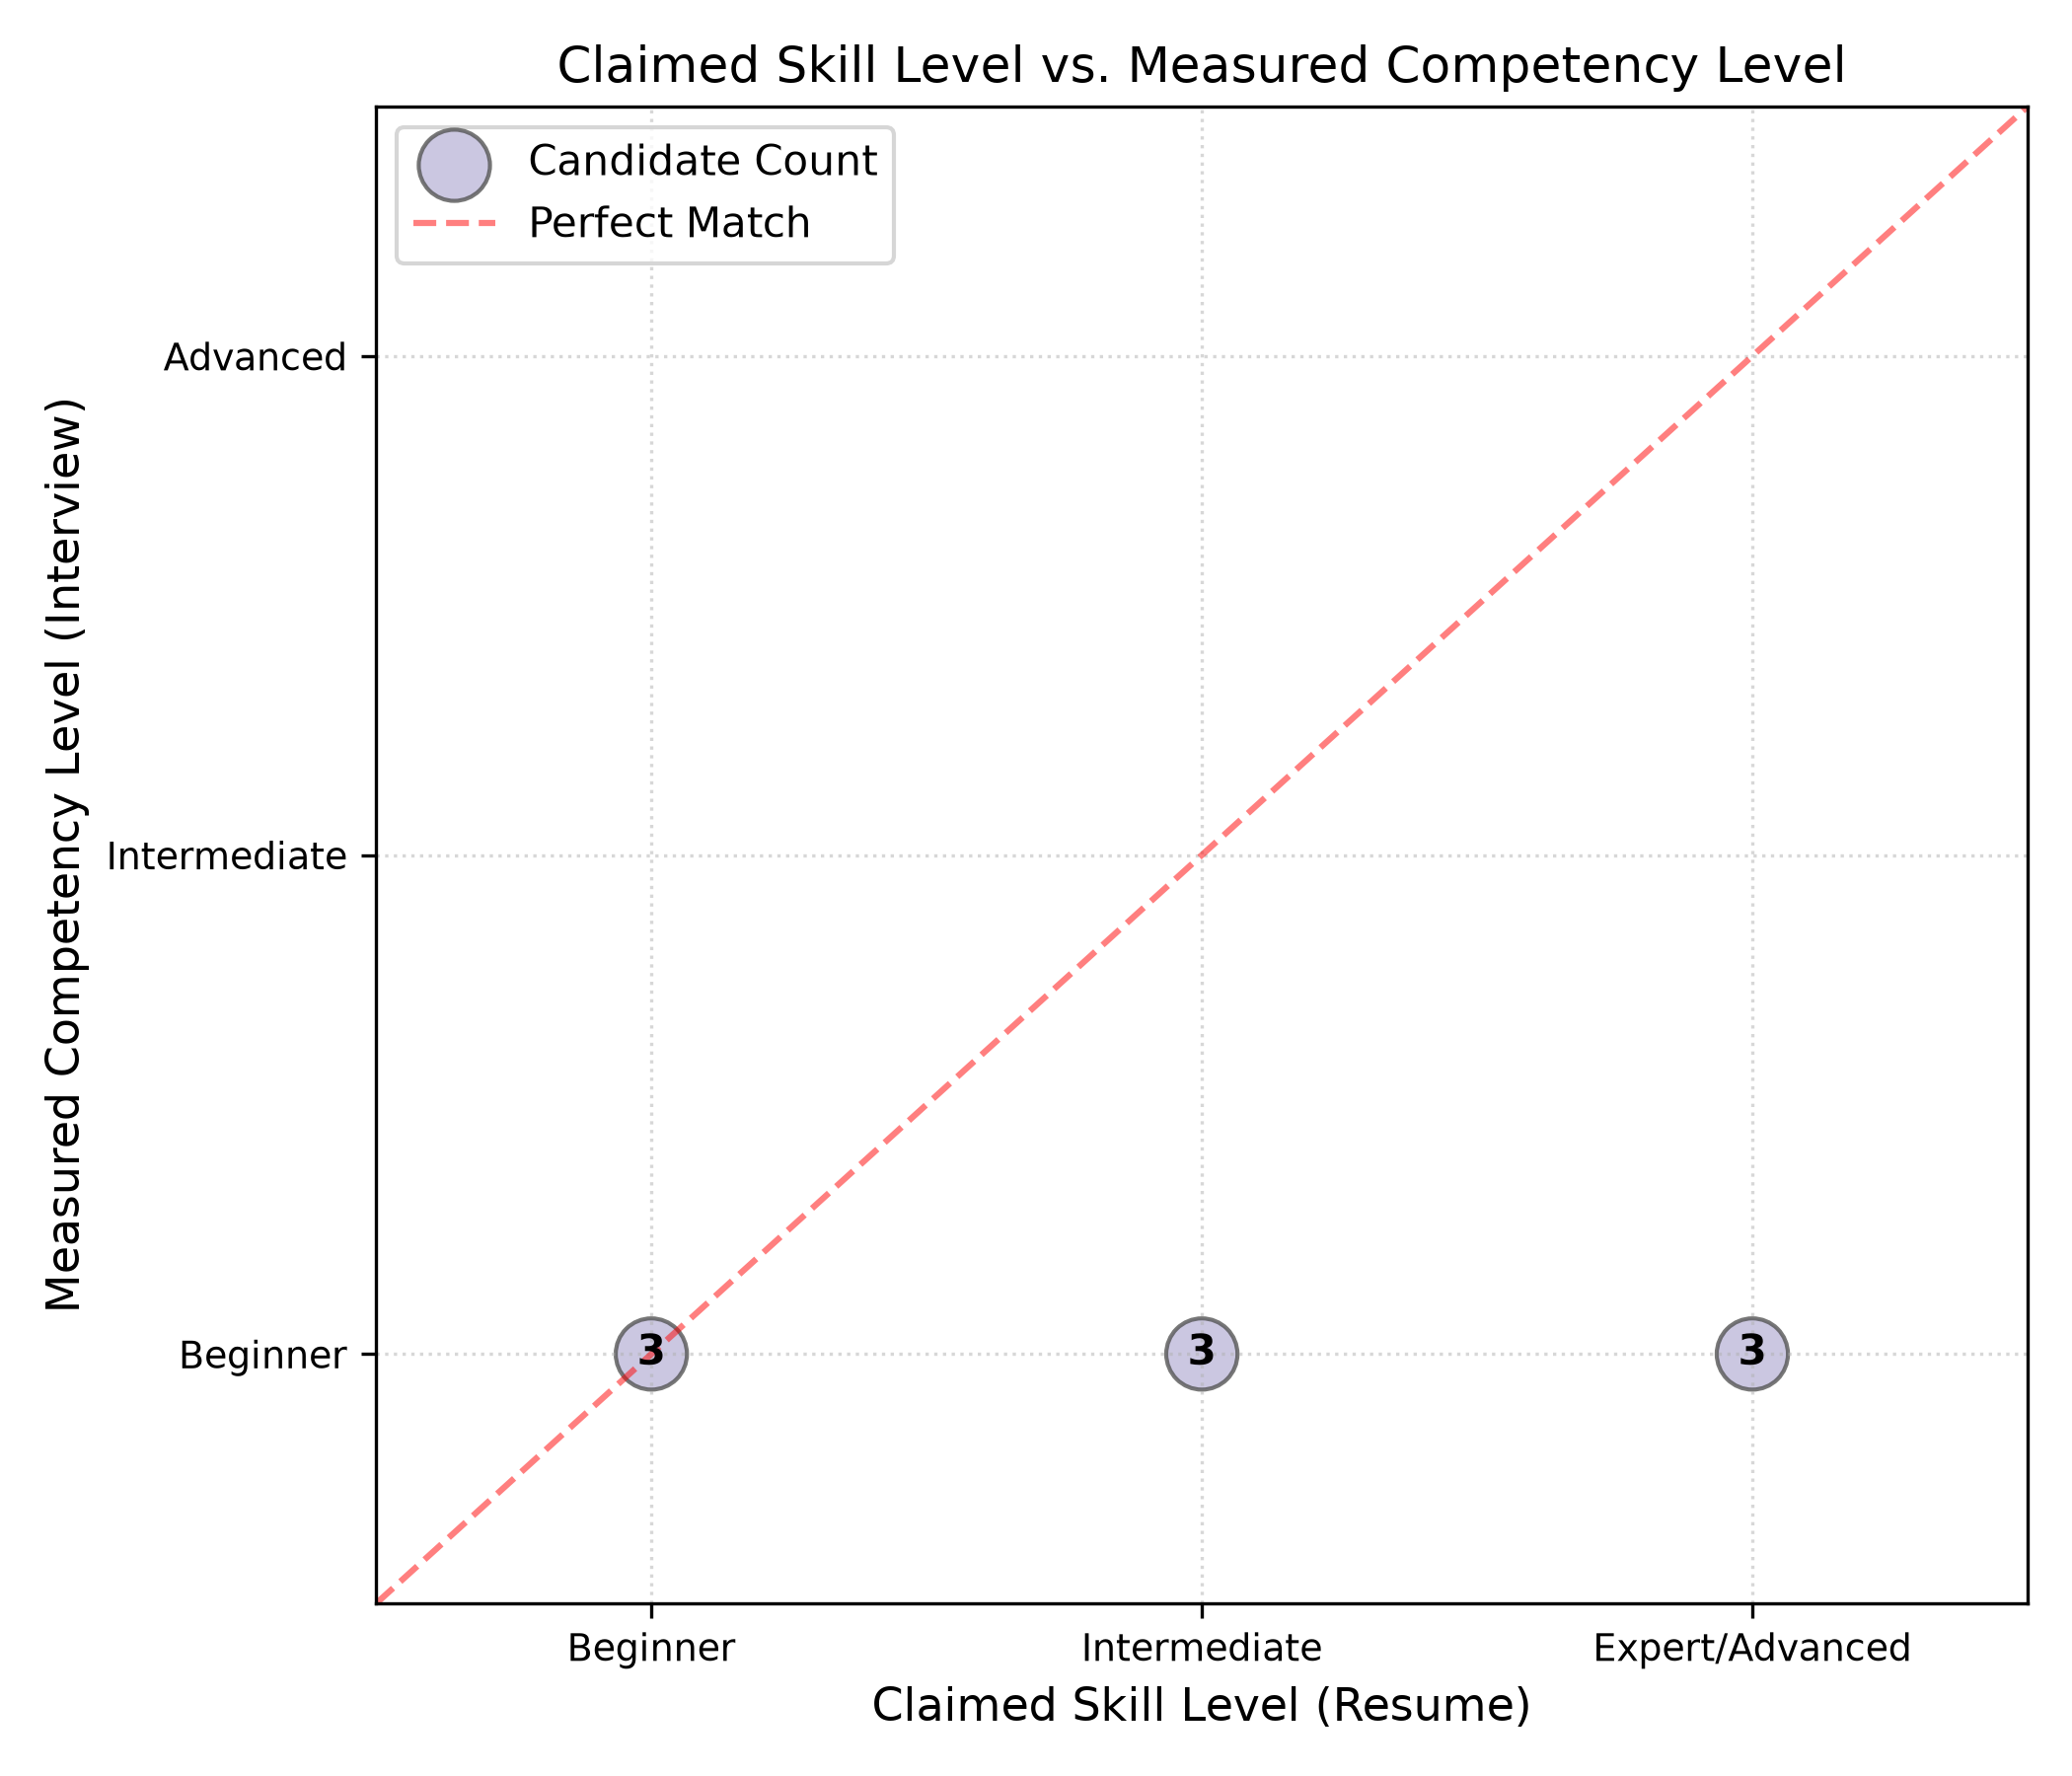 Claimed Skill Level vs. Measured Competency Level
Candidate Count
Perfect Match
Measured Competency Level (Interview)
Advanced
Intermediate
Beginner
3
3
3
Beginner
Intermediate
Expert/Advanced
Claimed Skill Level (Resume)